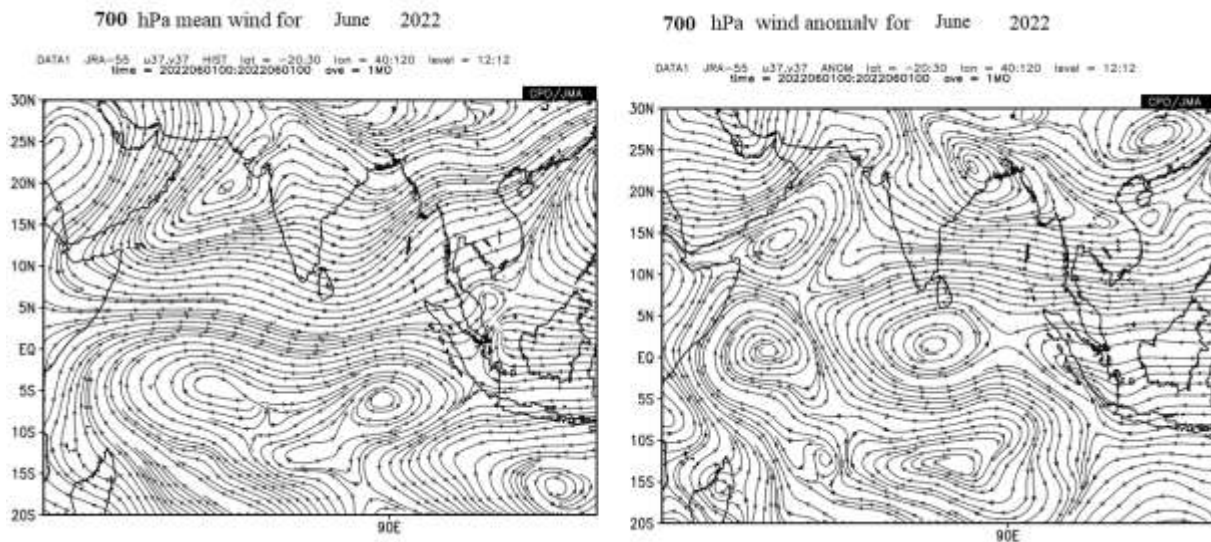 700 hPa mean wind for June 2022
DATA1 JRA-55 u37,v37 HIST lat = -20:30 lon = 40:120 level = 12:12
time = 2022060100:2022060100 ave = 1MO
CPD/JMA
30N
25N
20N
15N
10N
5N
EQ
5S
10S
15S
20S
90E
700 hPa wind anomalv for June 2022
DATA1 JRA-55 u37,v37 ANOM lat = -20:30 lon = 40:120 level = 12:12
time = 2022060100:2022060100 ave = 1MO
CPD/JMA
30N
25N
20N
15N
10N
5N
EQ
5S
10S
15S
20S
90E